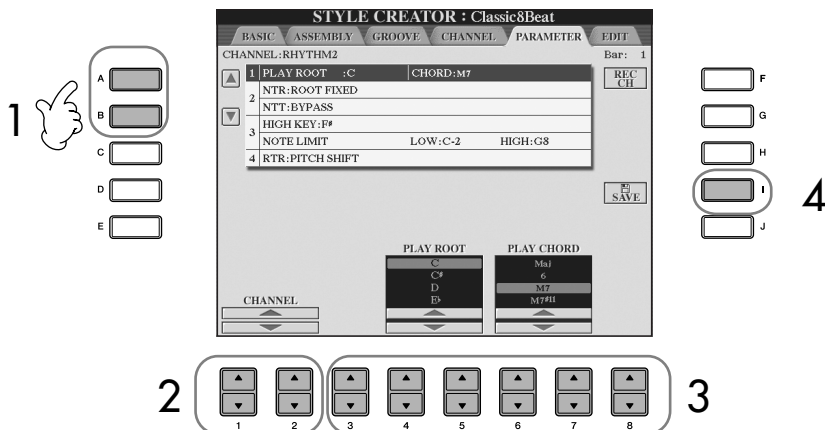 STYLE CREATOR : Classic8Beat
BASIC ASSEMBLY GROOVE CHANNEL PARAMETER EDIT
CHANNEL:RHYTHM2 Bar: 1
1 PLAY ROOT :C CHORD:M7
REC CH
2 NTR:ROOT FIXED
NTT:BYPASS
3 HIGH KEY:F#
NOTE LIMIT LOW:C-2 HIGH:G8
4 RTR:PITCH SHIFT
SAVE
PLAY ROOT PLAY CHORD
C Maj
C# 6
D M7
E♭ M7#11
CHANNEL
A
B
C
D
E
F
G
H
I
J
1
4
2
3
1 2 3 4 5 6 7 8